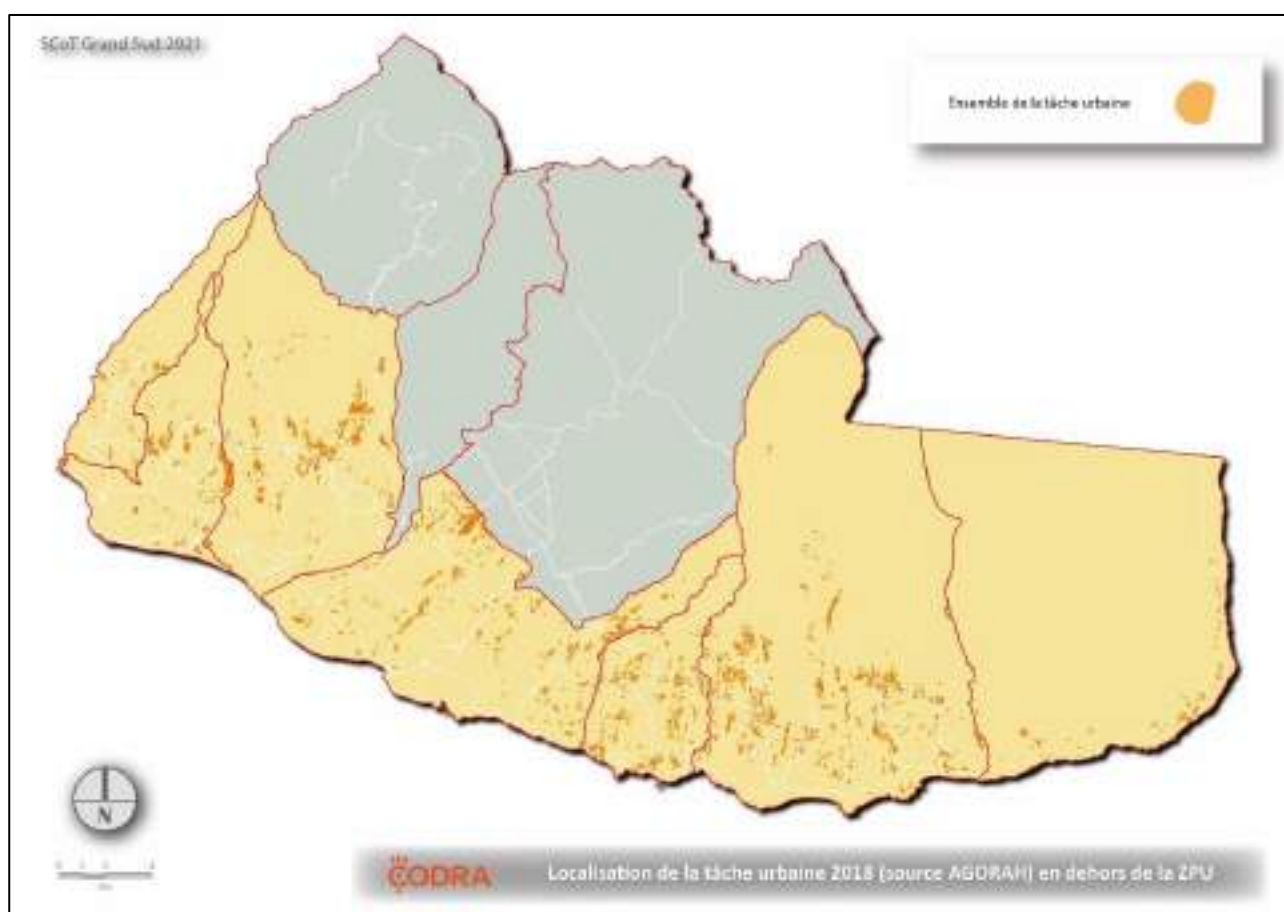 SCoT Grand Sud 2021
Ensemble de la tâche urbaine
N
CODRA
Localisation de la tâche urbaine 2018 (source AGORAH) en dehors de la ZPU